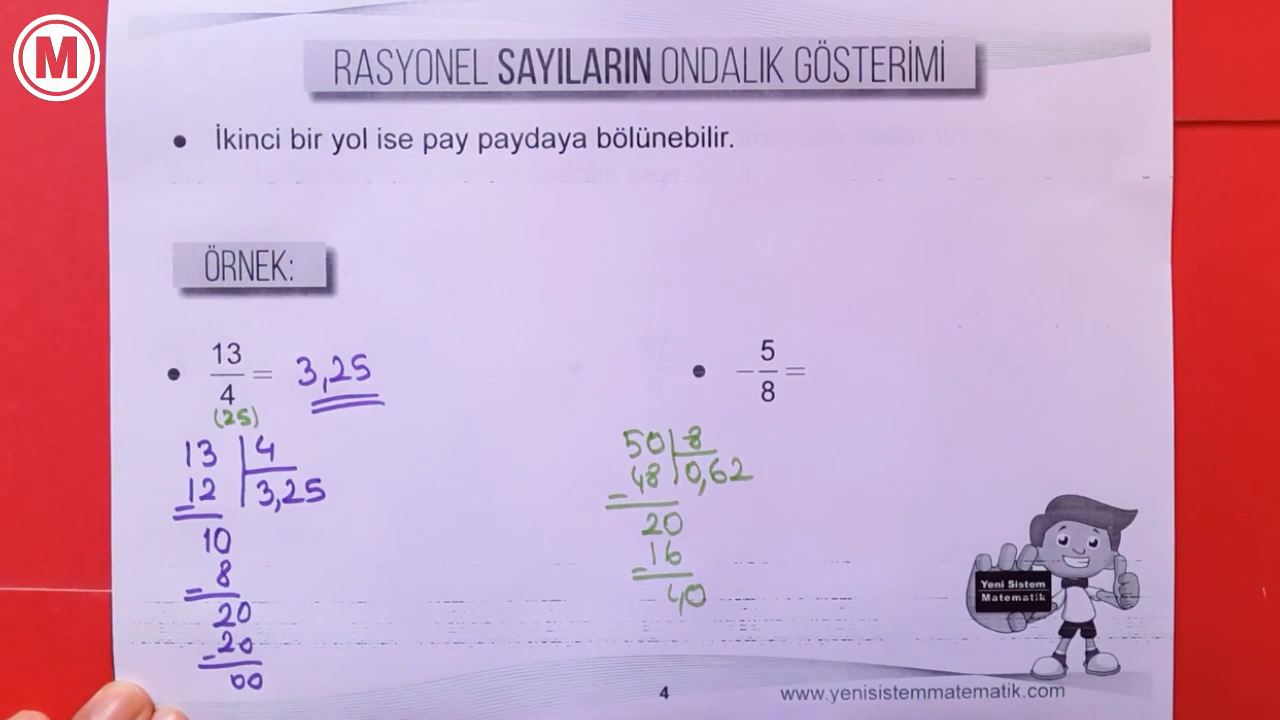 M
RASYONEL SAYILARIN ONDALIK GÖSTERİMİ
• İkinci bir yol ise pay paydaya bölünebilir.
ÖRNEK:
• 13/4 = 3,25
(25)
13 | 4
- 12 | 3,25
10
- 8
20
- 20
00
• - 5/8 =
50 | 8
- 48 | 0,62
20
- 16
40
Yeni Sistem
Matematik
4
www.yenisistemmatematik.com